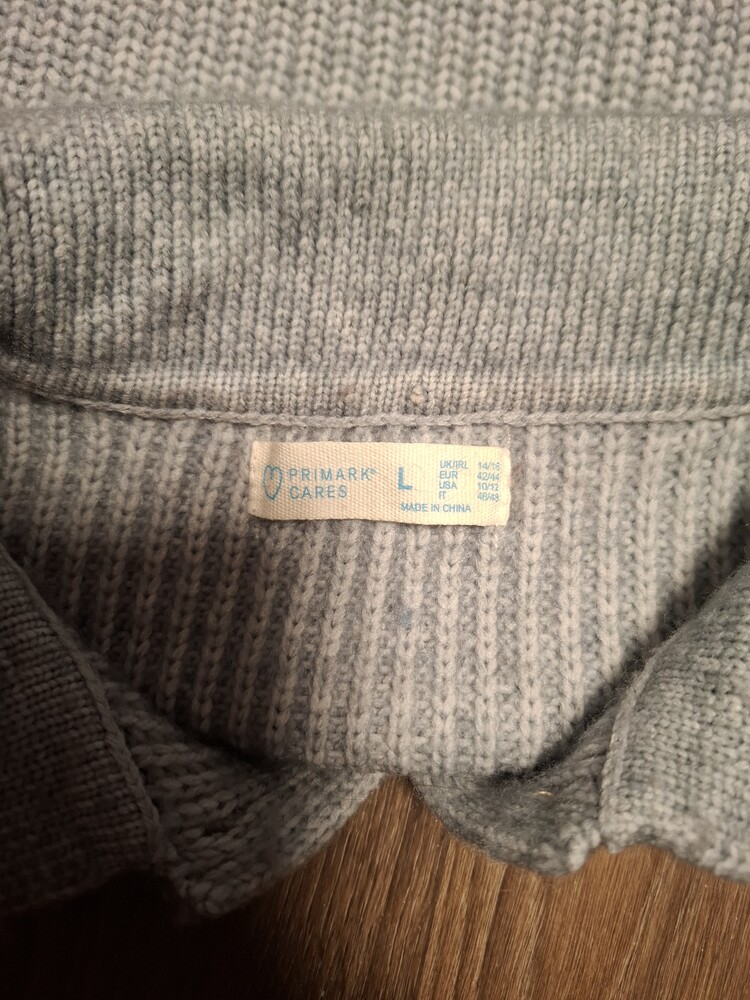 PRIMARK®
CARES
L
UK/IRL 14/16
EUR 42/44
USA 10/12
IT 46/48
MADE IN CHINA